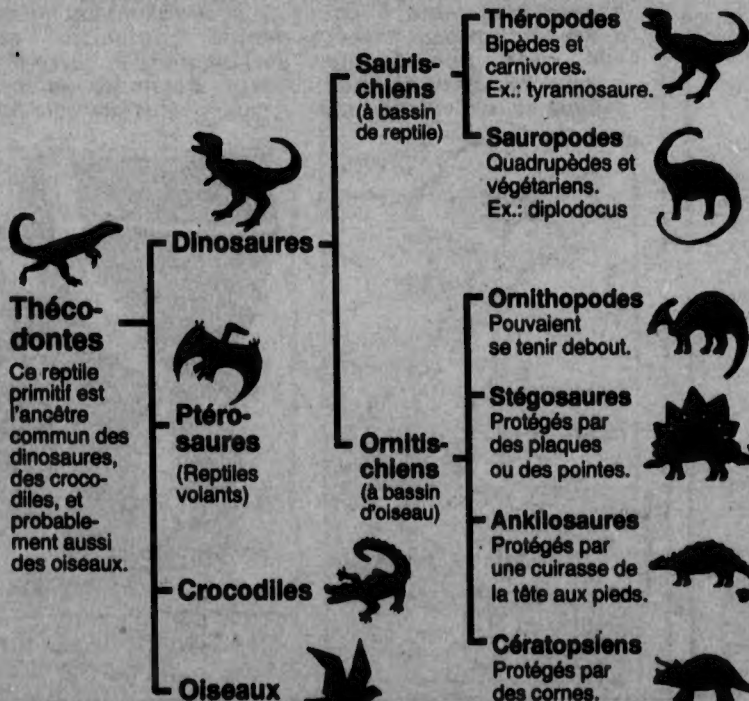 Théco-
dontes
Ce reptile
primitif est
l'ancêtre
commun des
dinosaures,
des croco-
diles, et
probable-
ment aussi
des oiseaux.
Dinosaures
Ptéro-
saures
(Reptiles
volants)
Crocodiles
Oiseaux
Sauris-
chiens
(à bassin
de reptile)
Ornitis-
chiens
(à bassin
d'oiseau)
Théropodes
Bipèdes et
carnivores.
Ex.: tyrannosaure.
Sauropodes
Quadrupèdes et
végétariens.
Ex.: diplodocus
Ornithopodes
Pouvaient
se tenir debout.
Stégosaures
Protégés par
des plaques
ou des pointes.
Ankilosaures
Protégés par
une cuirasse de
la tête aux pieds.
Cératopsiens
Protégés par
des cornes.